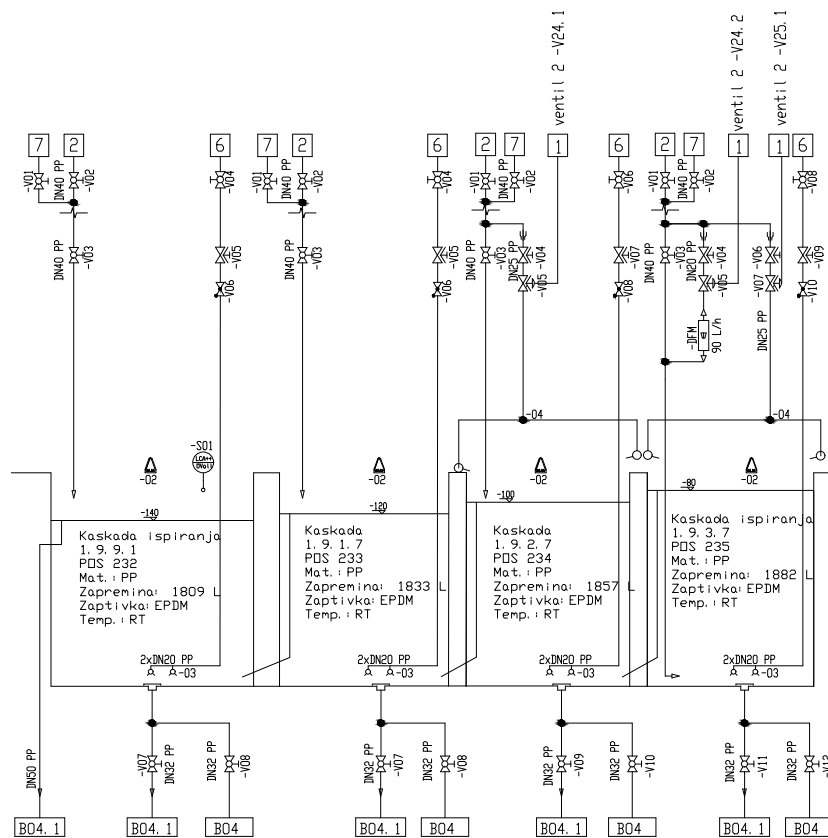 ventil 2 -V24.1
ventil 2 -V24.2
ventil 2 -V25.1
7
2
6
7
2
6
2
7
1
6
2
7
1
1
6
-V01
DN40 PP
-V02
-V04
-V01
DN40 PP
-V02
-V04
-V01
DN40 PP
-V02
-V06
-V01
DN40 PP
-V02
-V08
DN40 PP
-V03
-V05
DN40 PP
-V03
-V05
DN40 PP
-V03
DN25 PP
-V04
-V07
DN40 PP
-V03
DN20 PP
-V04
-V06
-V09
-V06
-V06
-V05
-V08
-V05
-V07
-V10
-DFM
90 L/h
DN25 PP
-04
-04
-S01
LCA++
-02
-02
-02
-02
-140
-120
-100
-80
Kaskada ispiranja
1.9.9.1
POS 232
Mat.: PP
Zapremina: 1809 L
Zaptivka: EPDM
Temp.: RT
Kaskada
1.9.1.7
POS 233
Mat.: PP
Zapremina: 1833 L
Zaptivka: EPDM
Temp.: RT
Kaskada
1.9.2.7
POS 234
Mat.: PP
Zapremina: 1857 L
Zaptivka: EPDM
Temp.: RT
Kaskada ispiranja
1.9.3.7
POS 235
Mat.: PP
Zapremina: 1882 L
Zaptivka: EPDM
Temp.: RT
2xDN20 PP
-03
2xDN20 PP
-03
2xDN20 PP
-03
2xDN20 PP
-03
DN50 PP
-V07
DN32 PP
DN32 PP
-V08
DN32 PP
-V07
DN32 PP
-V08
DN32 PP
-V09
DN32 PP
-V10
DN32 PP
-V11
DN32 PP
-V12
B04.1
B04.1
B04
B04.1
B04
B04.1
B04
B04.1
B04